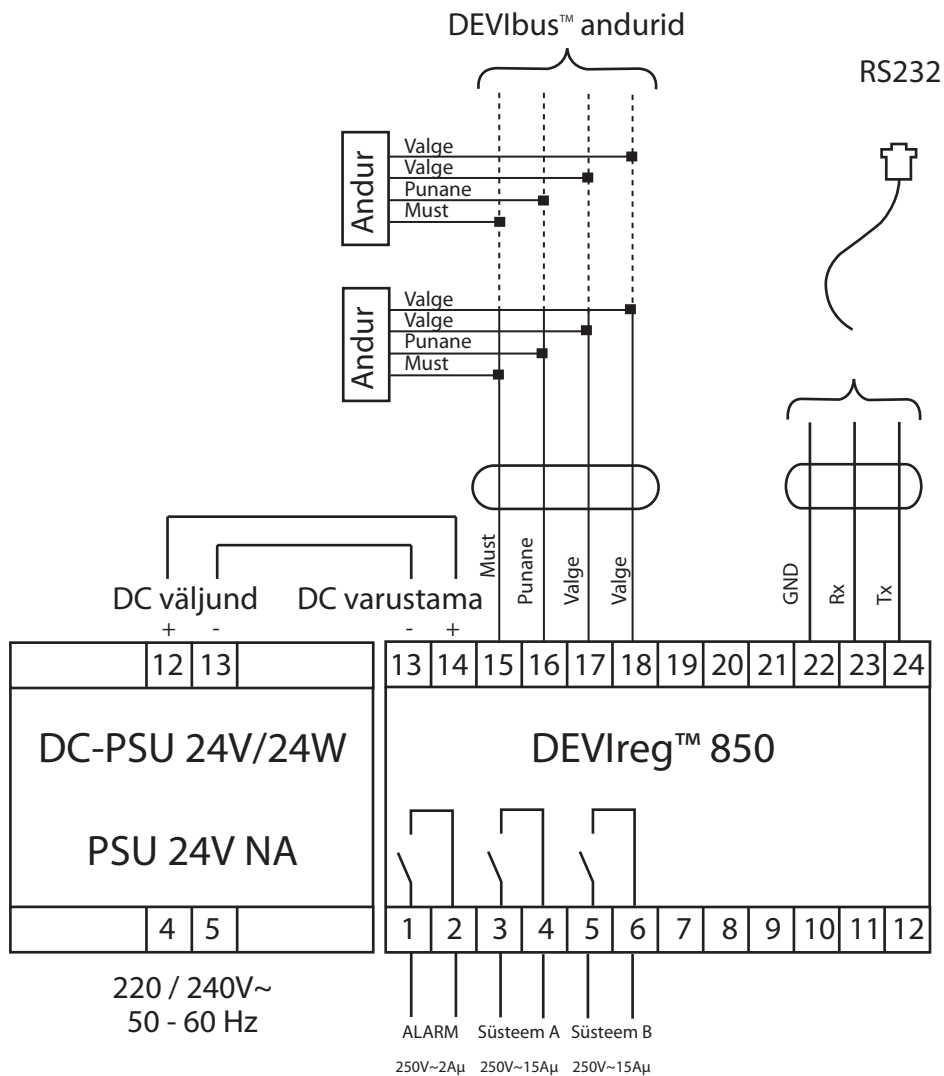 DEVIbus™ andurid
RS232
Andur
Valge
Valge
Punane
Must
Andur
Valge
Valge
Punane
Must
Must
Punane
Valge
Valge
GND
Rx
Tx
DC väljund
DC varustama
+ -
- +
12 13
13 14 15 16 17 18 19 20 21 22 23 24
DC-PSU 24V/24W
PSU 24V NA
DEVIreg™ 850
4 5
1 2 3 4 5 6 7 8 9 10 11 12
220 / 240V~
50 - 60 Hz
ALARM
Süsteem A
Süsteem B
250V~2Aµ
250V~15Aµ
250V~15Aµ